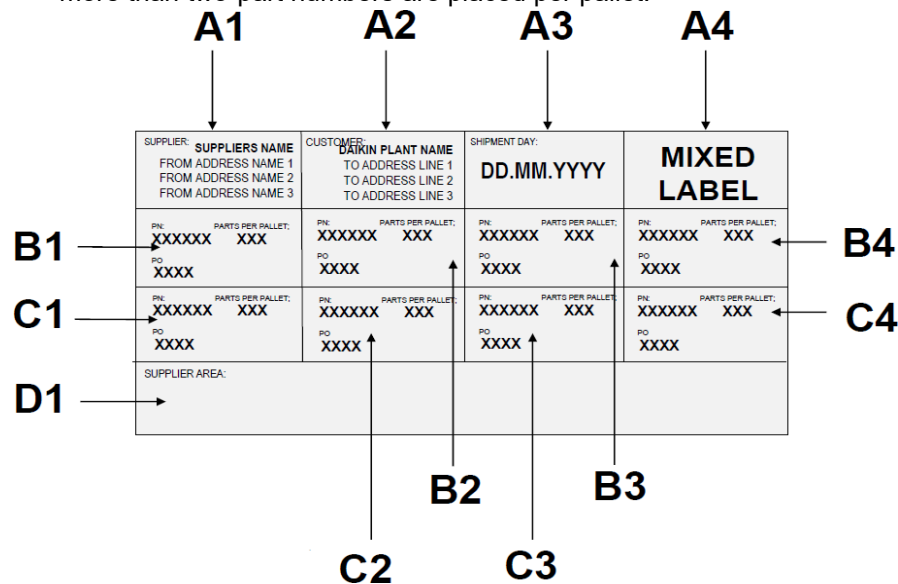 more than two part numbers are placed per pallet.
A1 A2 A3 A4
SUPPLIER: SUPPLIERS NAME
FROM ADDRESS NAME 1
FROM ADDRESS NAME 2
FROM ADDRESS NAME 3
CUSTOMER: DAIKIN PLANT NAME
TO ADDRESS LINE 1
TO ADDRESS LINE 2
TO ADDRESS LINE 3
SHIPMENT DAY:
DD.MM.YYYY
MIXED
LABEL
B1
PN: PARTS PER PALLET;
XXXXXX XXX
PO
XXXX
PN: PARTS PER PALLET;
XXXXXX XXX
PO
XXXX
PN: PARTS PER PALLET;
XXXXXX XXX
PO
XXXX
PN: PARTS PER PALLET;
XXXXXX XXX
PO
XXXX
B4
C1
PN: PARTS PER PALLET;
XXXXXX XXX
PO
XXXX
PN: PARTS PER PALLET;
XXXXXX XXX
PO
XXXX
PN: PARTS PER PALLET;
XXXXXX XXX
PO
XXXX
PN: PARTS PER PALLET;
XXXXXX XXX
PO
XXXX
C4
D1
SUPPLIER AREA:
B2 B3
C2 C3